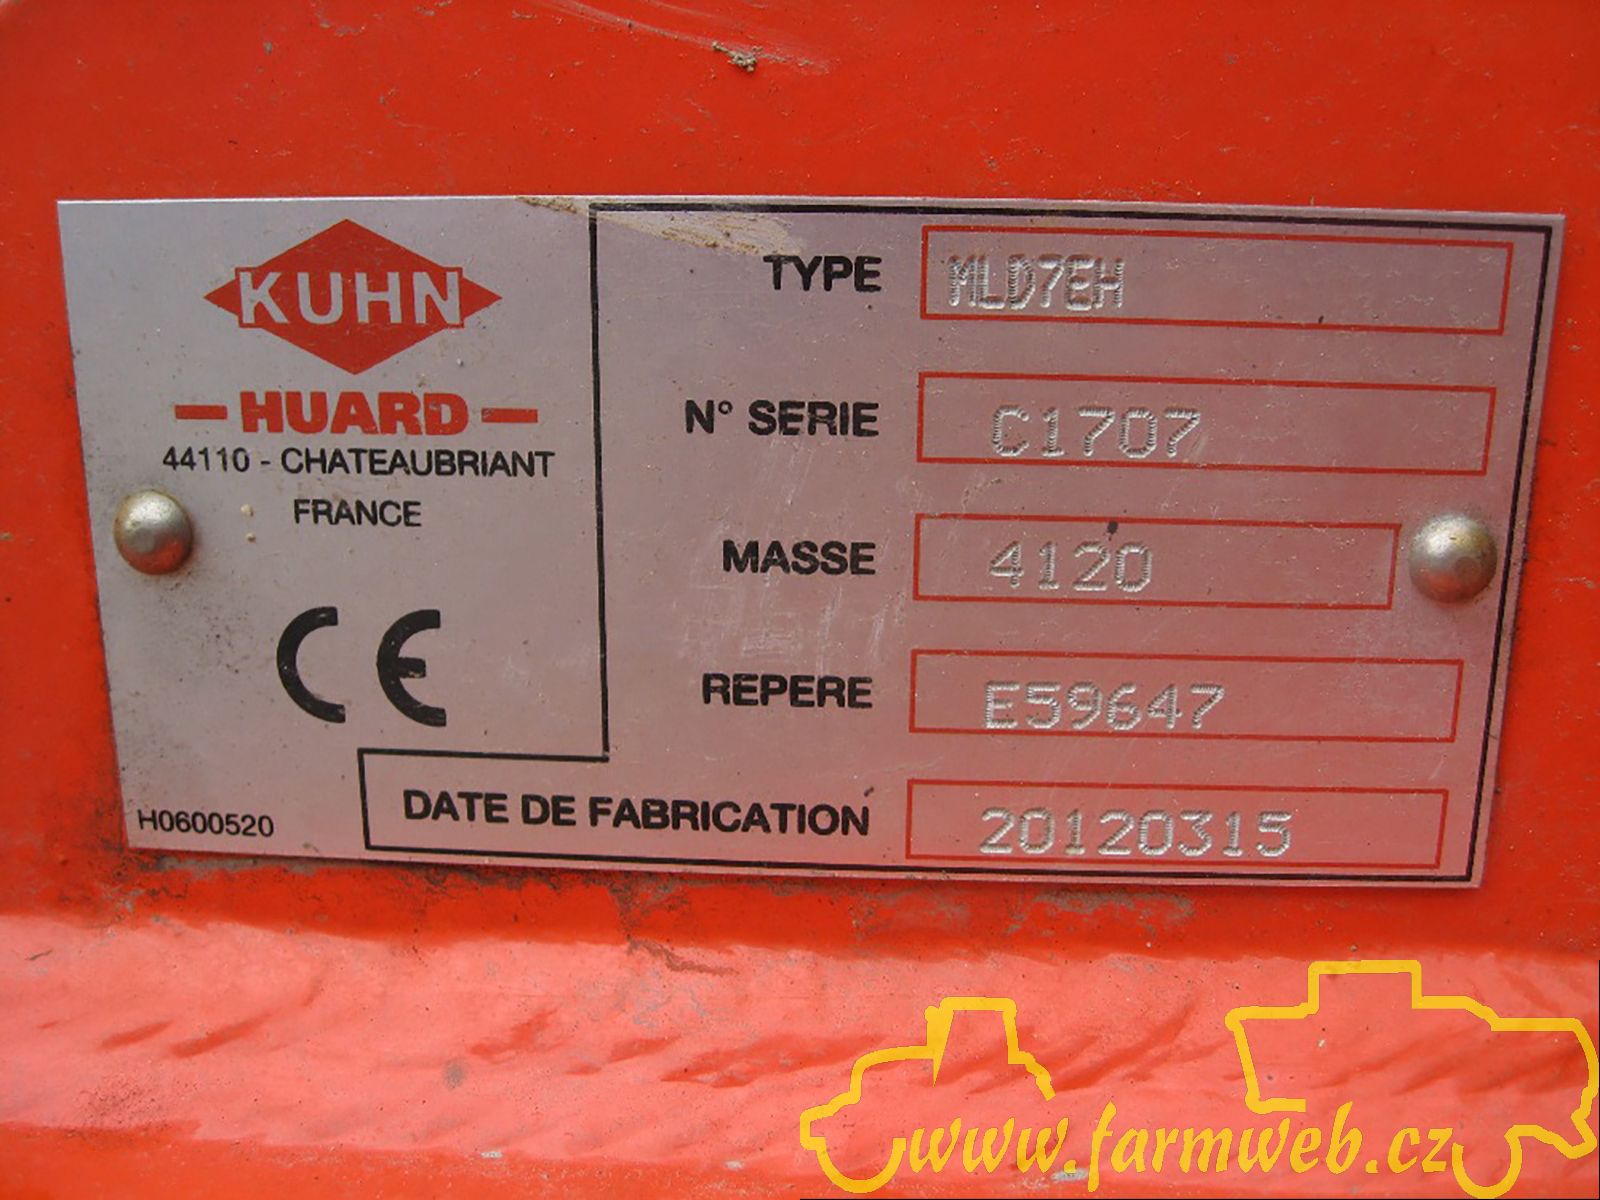 KUHN
HUARD
44110 - CHATEAUBRIANT
FRANCE
CE
H0600520
TYPE MLD7EH
N° SERIE C1707
MASSE 4120
REPERE E59647
DATE DE FABRICATION 20120315
www.farmweb.cz